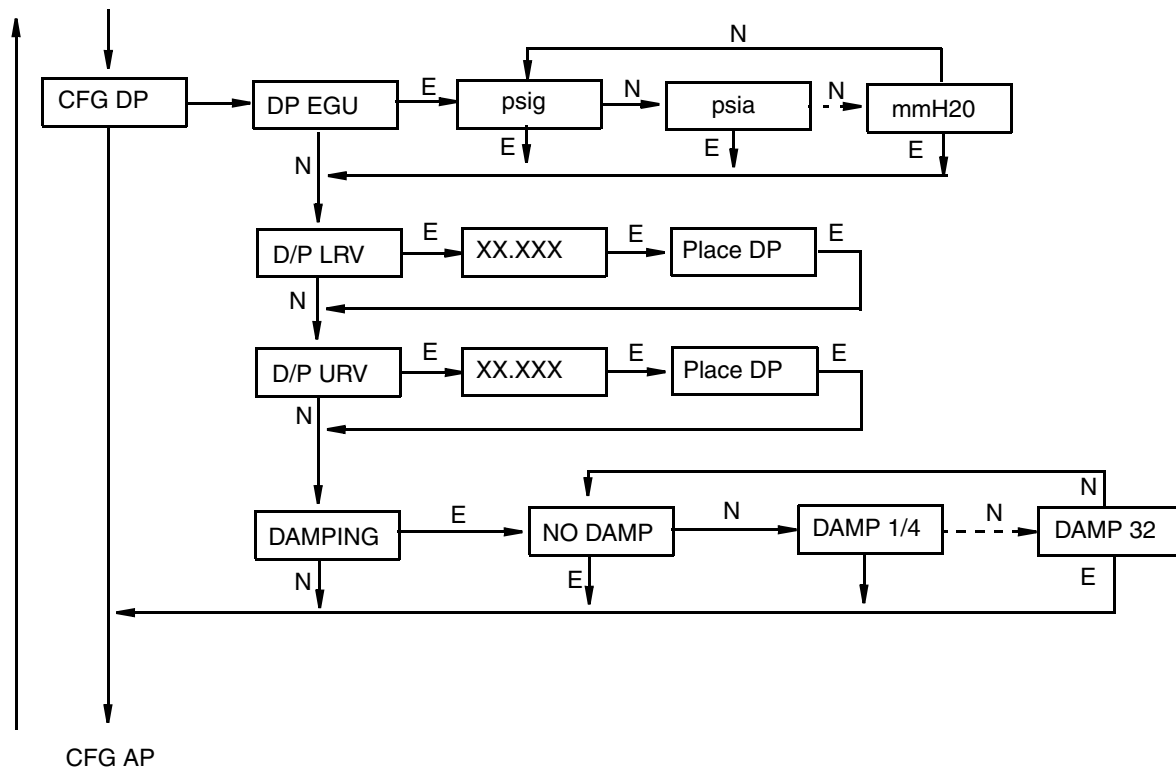 N
CFG DP
DP EGU
E
psig
N
psia
N
mmH20
E
E
E
N
D/P LRV
E
XX.XXX
E
Place DP
E
N
D/P URV
E
XX.XXX
E
Place DP
E
N
N
DAMPING
E
NO DAMP
N
DAMP 1/4
N
DAMP 32
N
E
E
CFG AP